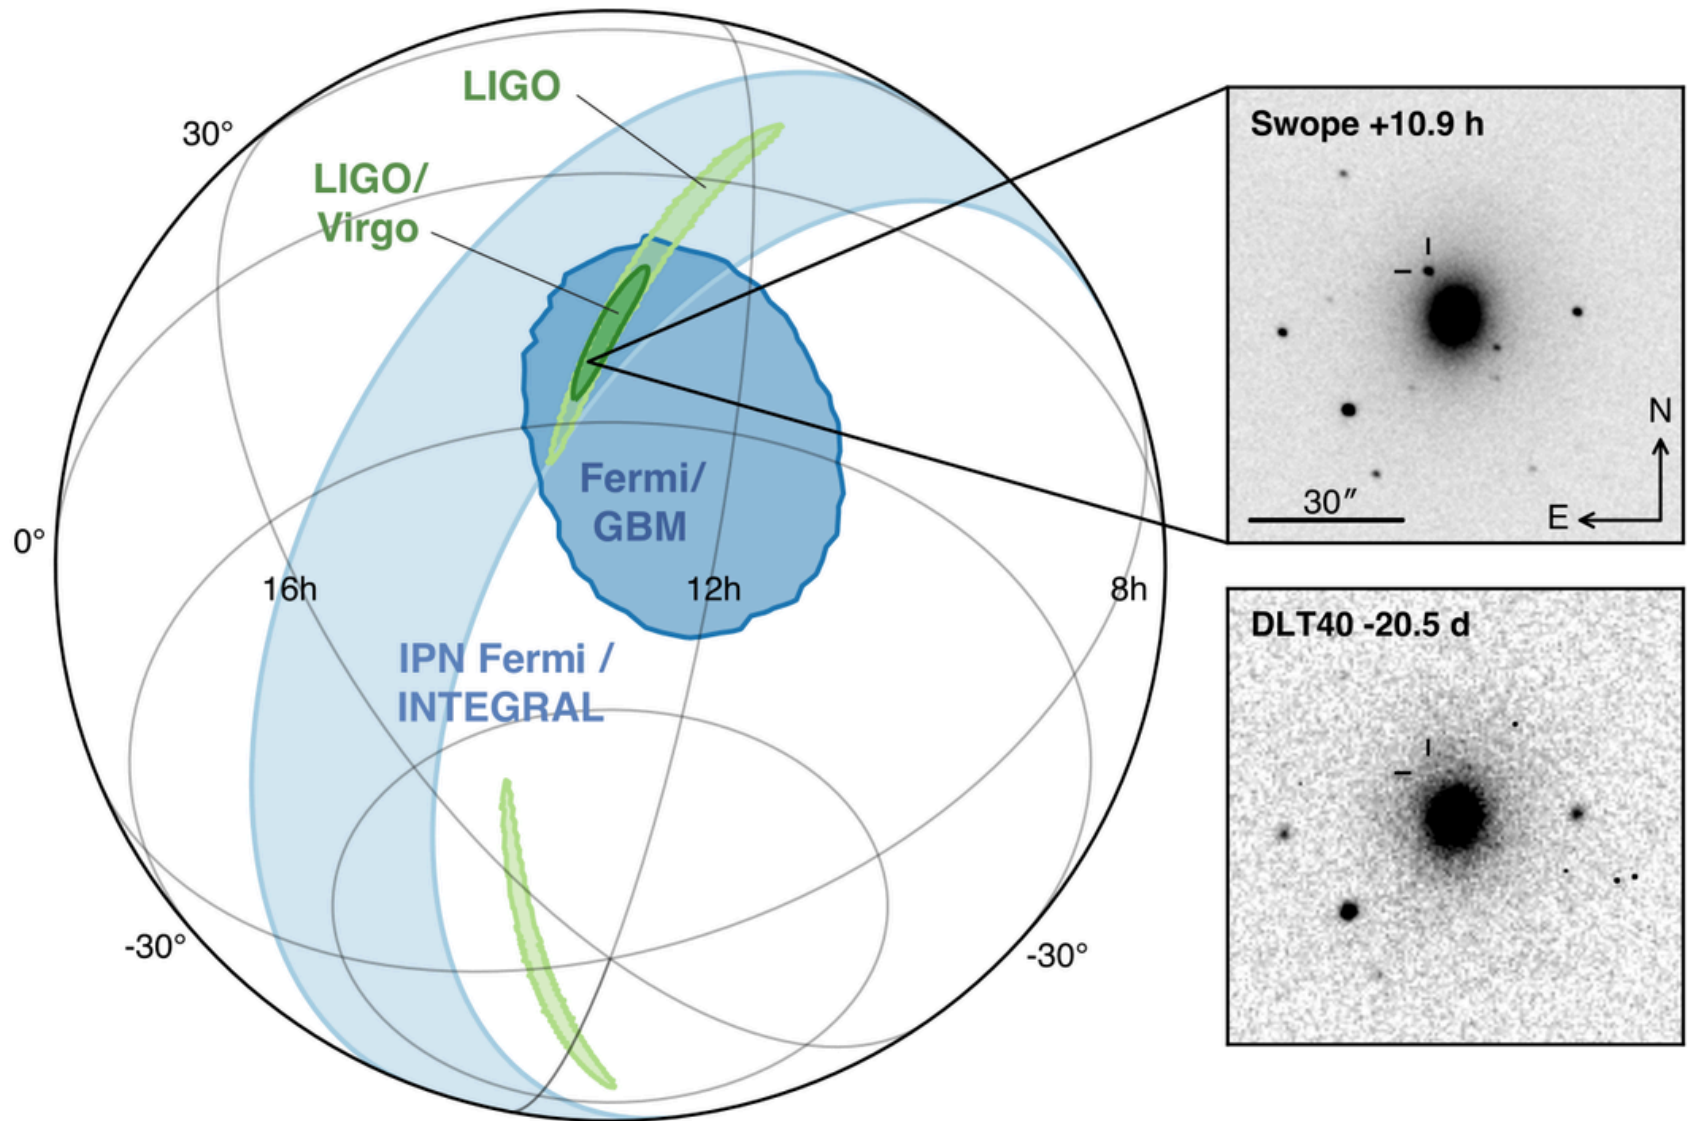 LIGO
30°
LIGO/
Virgo
0°
Fermi/
GBM
16h
12h
8h
IPN Fermi /
INTEGRAL
-30°
-30°
Swope +10.9 h
N
30″
E
DLT40 -20.5 d